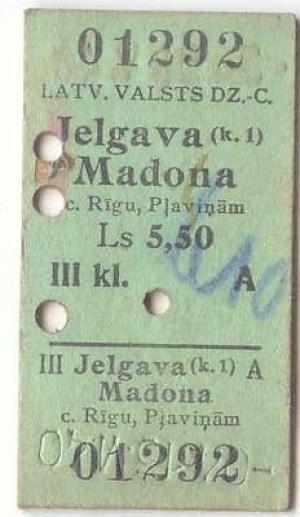 01292
LATV. VALSTS DZ.-C.
Jelgava (k. 1)
Madona
c. Rīgu, Pļaviņām
Ls 5,50
III kl. A
III Jelgava (k. 1) A
Madona
c. Rīgu, Pļaviņām
01292